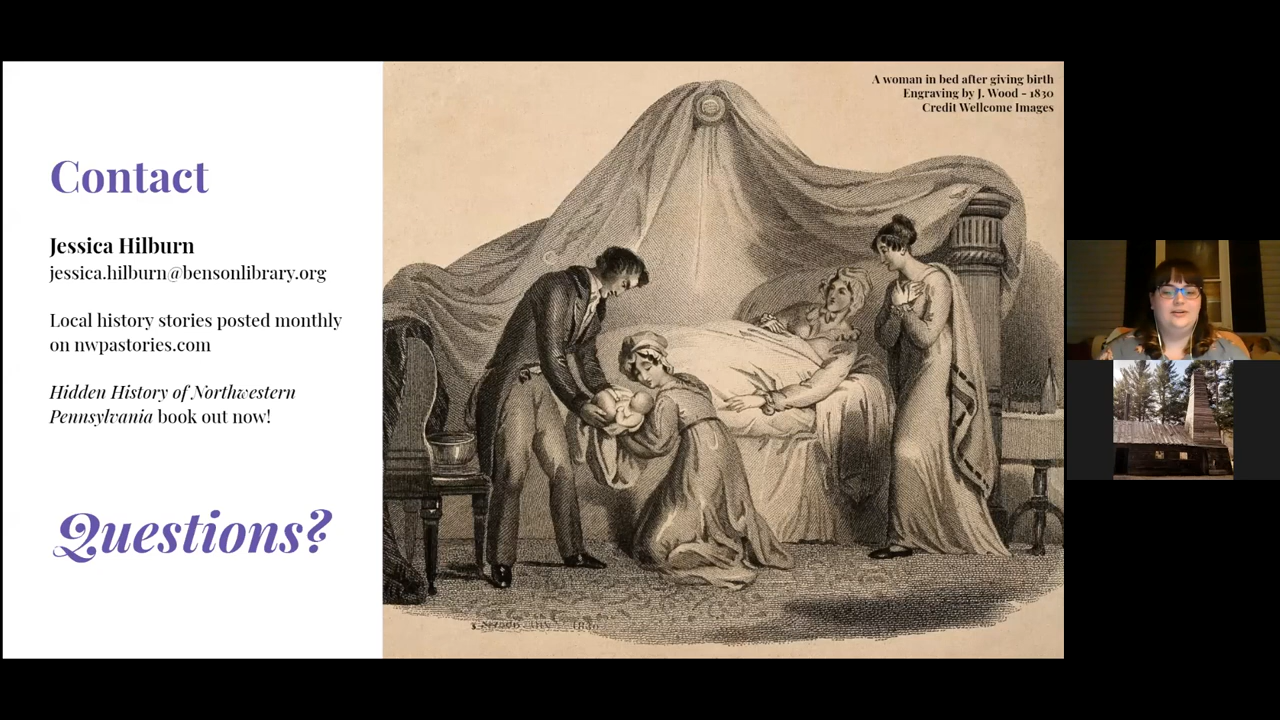 Contact
Jessica Hilburn
jessica.hilburn@bensonlibrary.org
Local history stories posted monthly
on nwpastories.com
Hidden History of Northwestern
Pennsylvania book out now!
Questions?
A woman in bed after giving birth
Engraving by J. Wood - 1830
Credit Wellcome Images